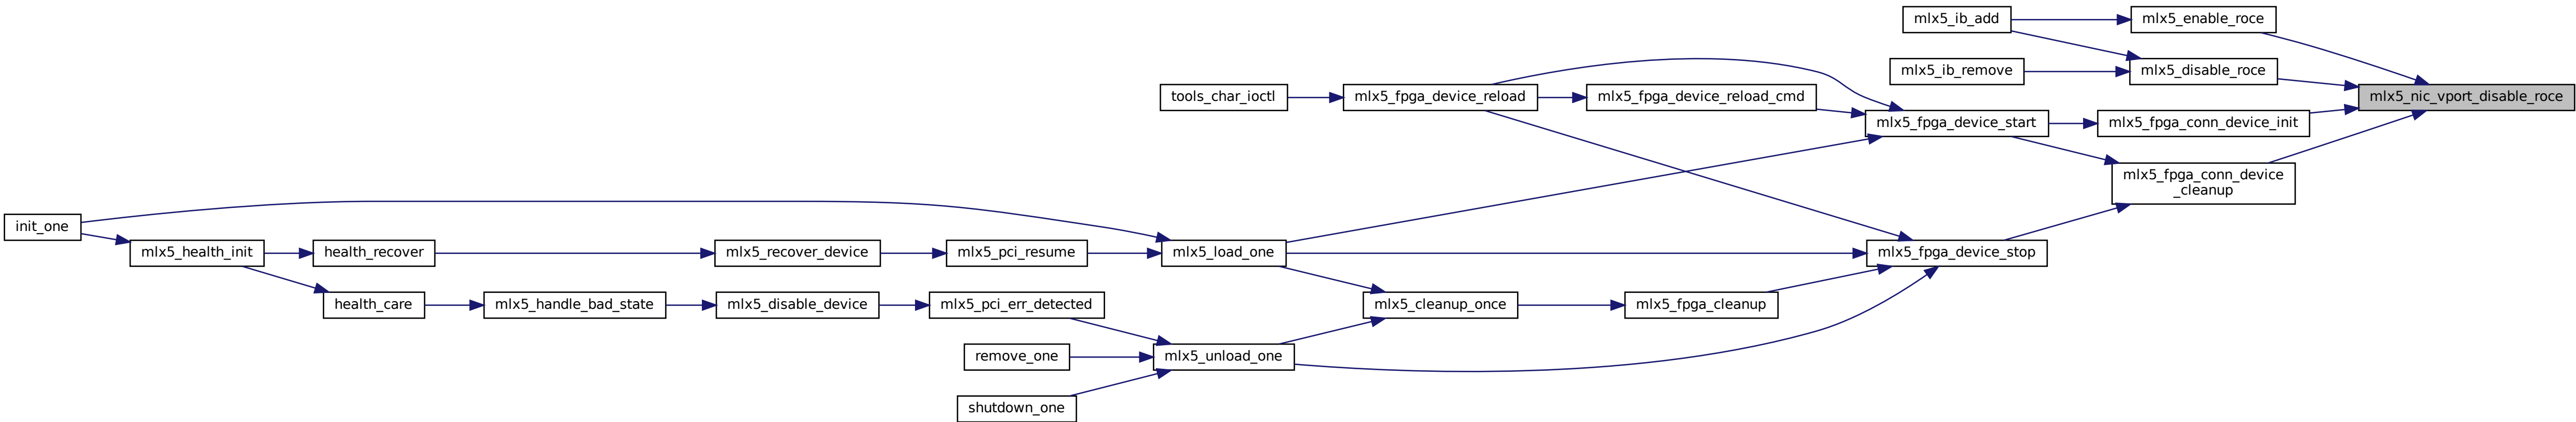 mlx5_ib_add
mlx5_enable_roce
mlx5_ib_remove
mlx5_disable_roce
tools_char_ioctl
mlx5_fpga_device_reload
mlx5_fpga_device_reload_cmd
mlx5_nic_vport_disable_roce
mlx5_fpga_device_start
mlx5_fpga_conn_device_init
mlx5_fpga_conn_device
_cleanup
init_one
mlx5_health_init
health_recover
mlx5_recover_device
mlx5_pci_resume
mlx5_load_one
mlx5_fpga_device_stop
health_care
mlx5_handle_bad_state
mlx5_disable_device
mlx5_pci_err_detected
mlx5_cleanup_once
mlx5_fpga_cleanup
remove_one
mlx5_unload_one
shutdown_one